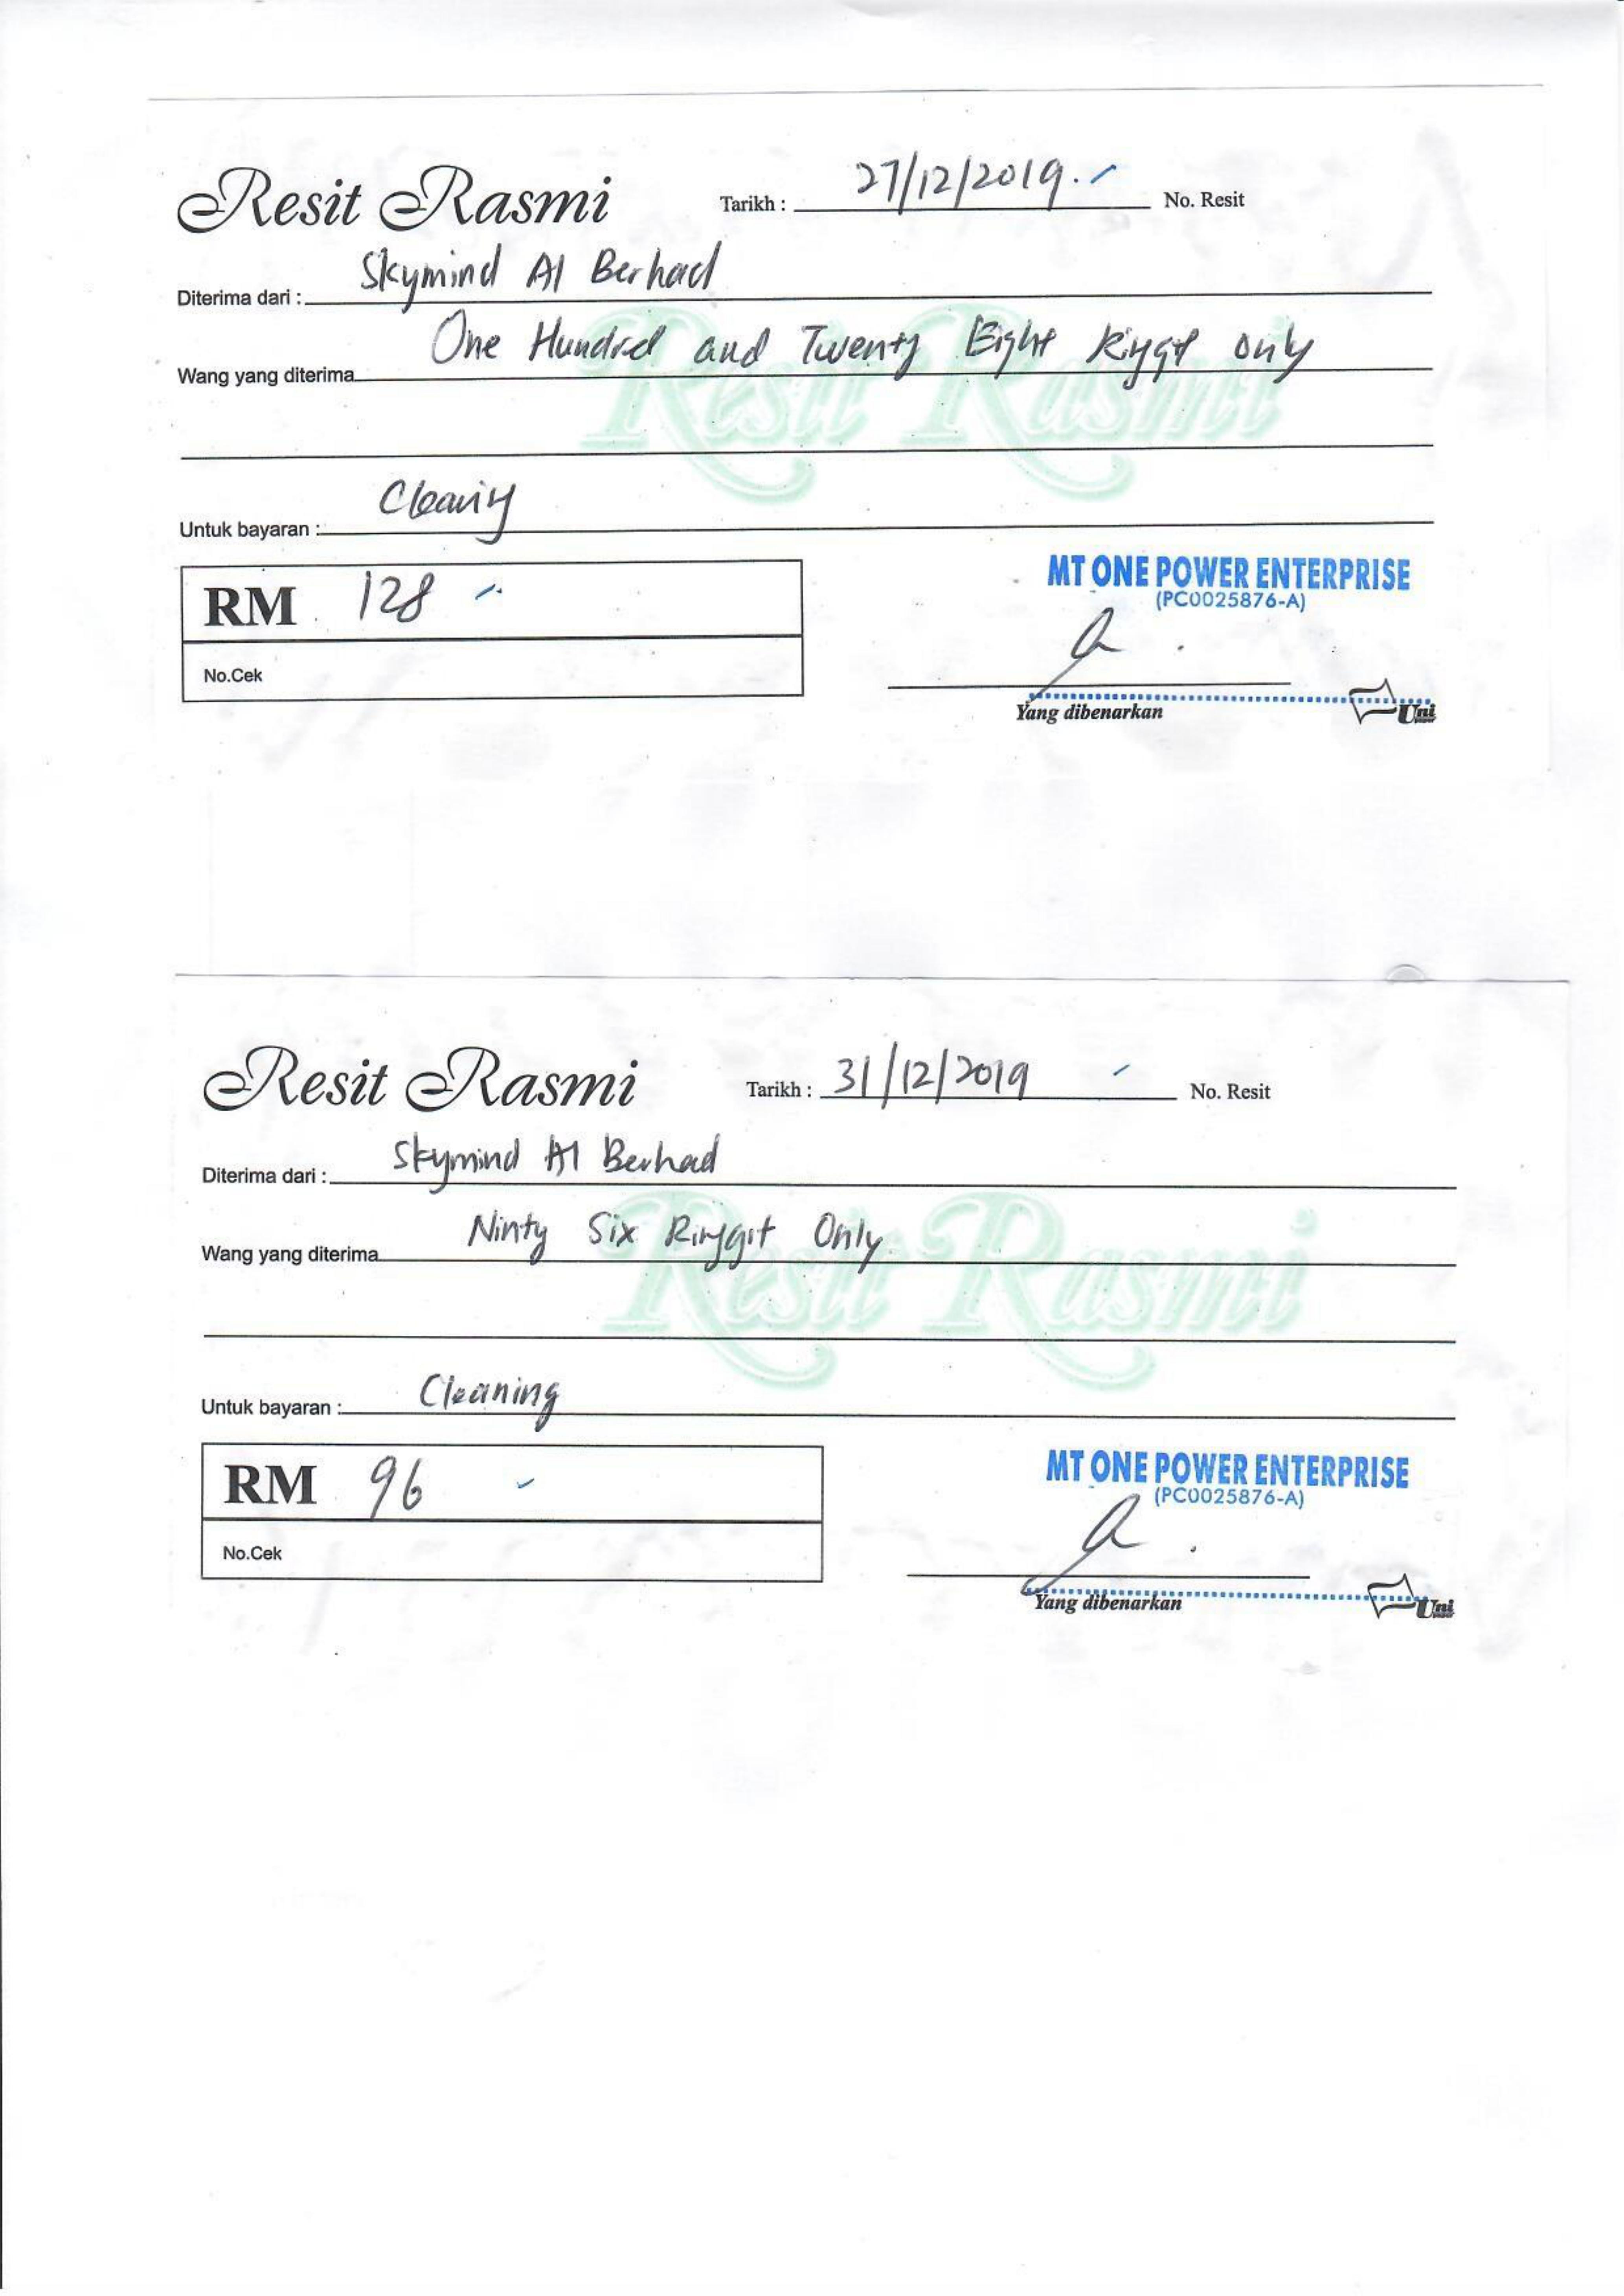 Resit Rasmi Tarikh : 27/12/2019. No. Resit
Diterima dari : Skymind AI Berhad
Wang yang diterima One Hundred and Twenty Eight Ringgit only
Resit Rasmi
Untuk bayaran : Cleaning
RM 128
MT ONE POWER ENTERPRISE
(PC0025876-A)
No.Cek
Yang dibenarkan
Uni
Resit Rasmi Tarikh : 31/12/2019 No. Resit
Diterima dari : Skymind AI Berhad
Wang yang diterima Ninty Six Ringgit Only
Resit Rasmi
Untuk bayaran : Cleaning
RM 96
MT ONE POWER ENTERPRISE
(PC0025876-A)
No.Cek
Yang dibenarkan
Uni